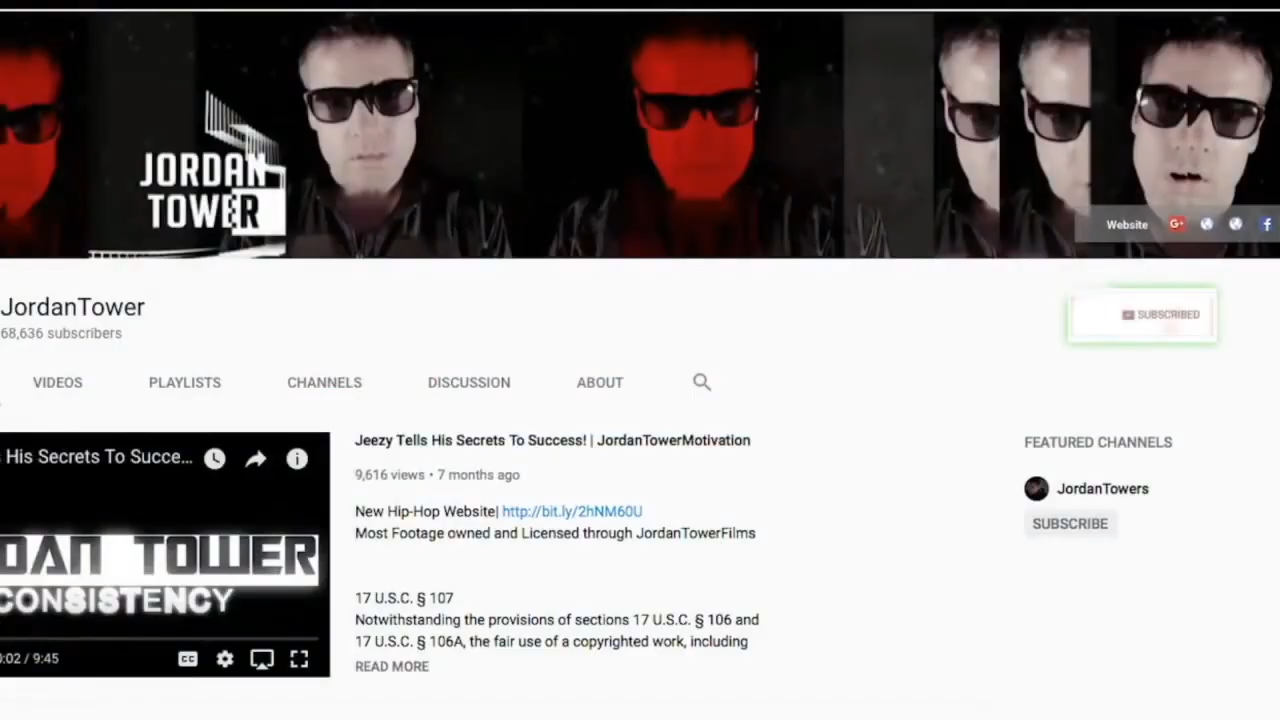 JORDAN
TOWER
Website
JordanTower
68,636 subscribers
SUBSCRIBED
VIDEOS PLAYLISTS CHANNELS DISCUSSION ABOUT
His Secrets To Succe...
DAN TOWER
CONSISTENCY
0:02 / 9:45
CC
Jeezy Tells His Secrets To Success! | JordanTowerMotivation
9,616 views • 7 months ago
New Hip-Hop Website| http://bit.ly/2hNM60U
Most Footage owned and Licensed through JordanTowerFilms
17 U.S.C. § 107
Notwithstanding the provisions of sections 17 U.S.C. § 106 and
17 U.S.C. § 106A, the fair use of a copyrighted work, including
READ MORE
FEATURED CHANNELS
JordanTowers
SUBSCRIBE